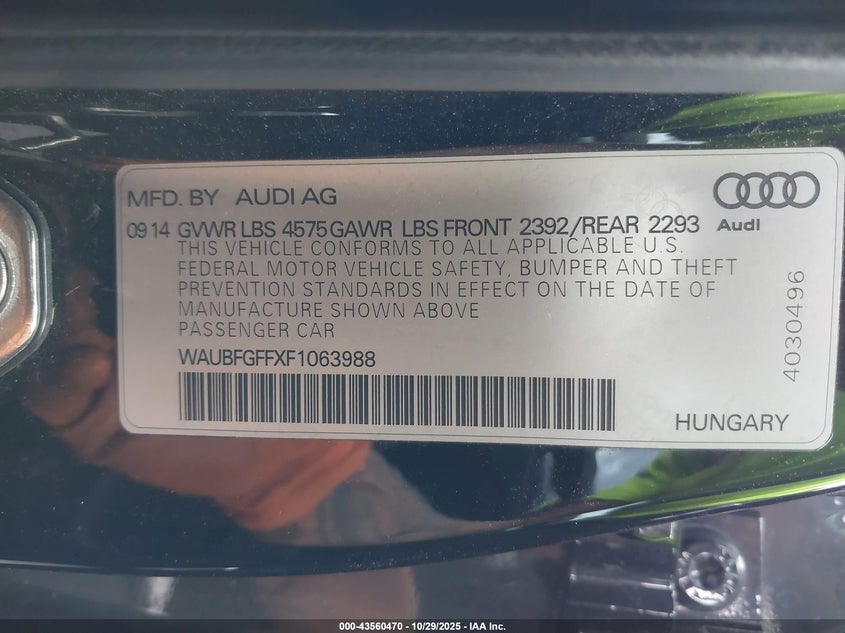 MFD. BY AUDI AG
Audi
09 14 GVWR LBS 4575 GAWR LBS FRONT 2392/REAR 2293
THIS VEHICLE CONFORMS TO ALL APPLICABLE U.S.
FEDERAL MOTOR VEHICLE SAFETY, BUMPER AND THEFT
PREVENTION STANDARDS IN EFFECT ON THE DATE OF
MANUFACTURE SHOWN ABOVE
PASSENGER CAR
WAUBFGFFXF1063988
4030496
HUNGARY
000-43560470 - 10/29/2025 - IAA Inc.